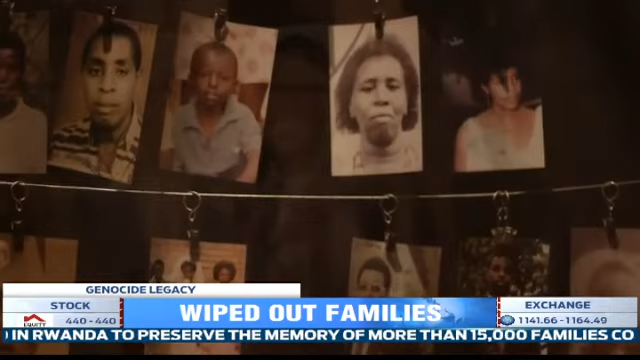 GENOCIDE LEGACY
STOCK
WIPED OUT FAMILIES
EXCHANGE
EQUITY
440 - 440
1141.66 - 1164.49
IN RWANDA TO PRESERVE THE MEMORY OF MORE THAN 15,000 FAMILIES CO